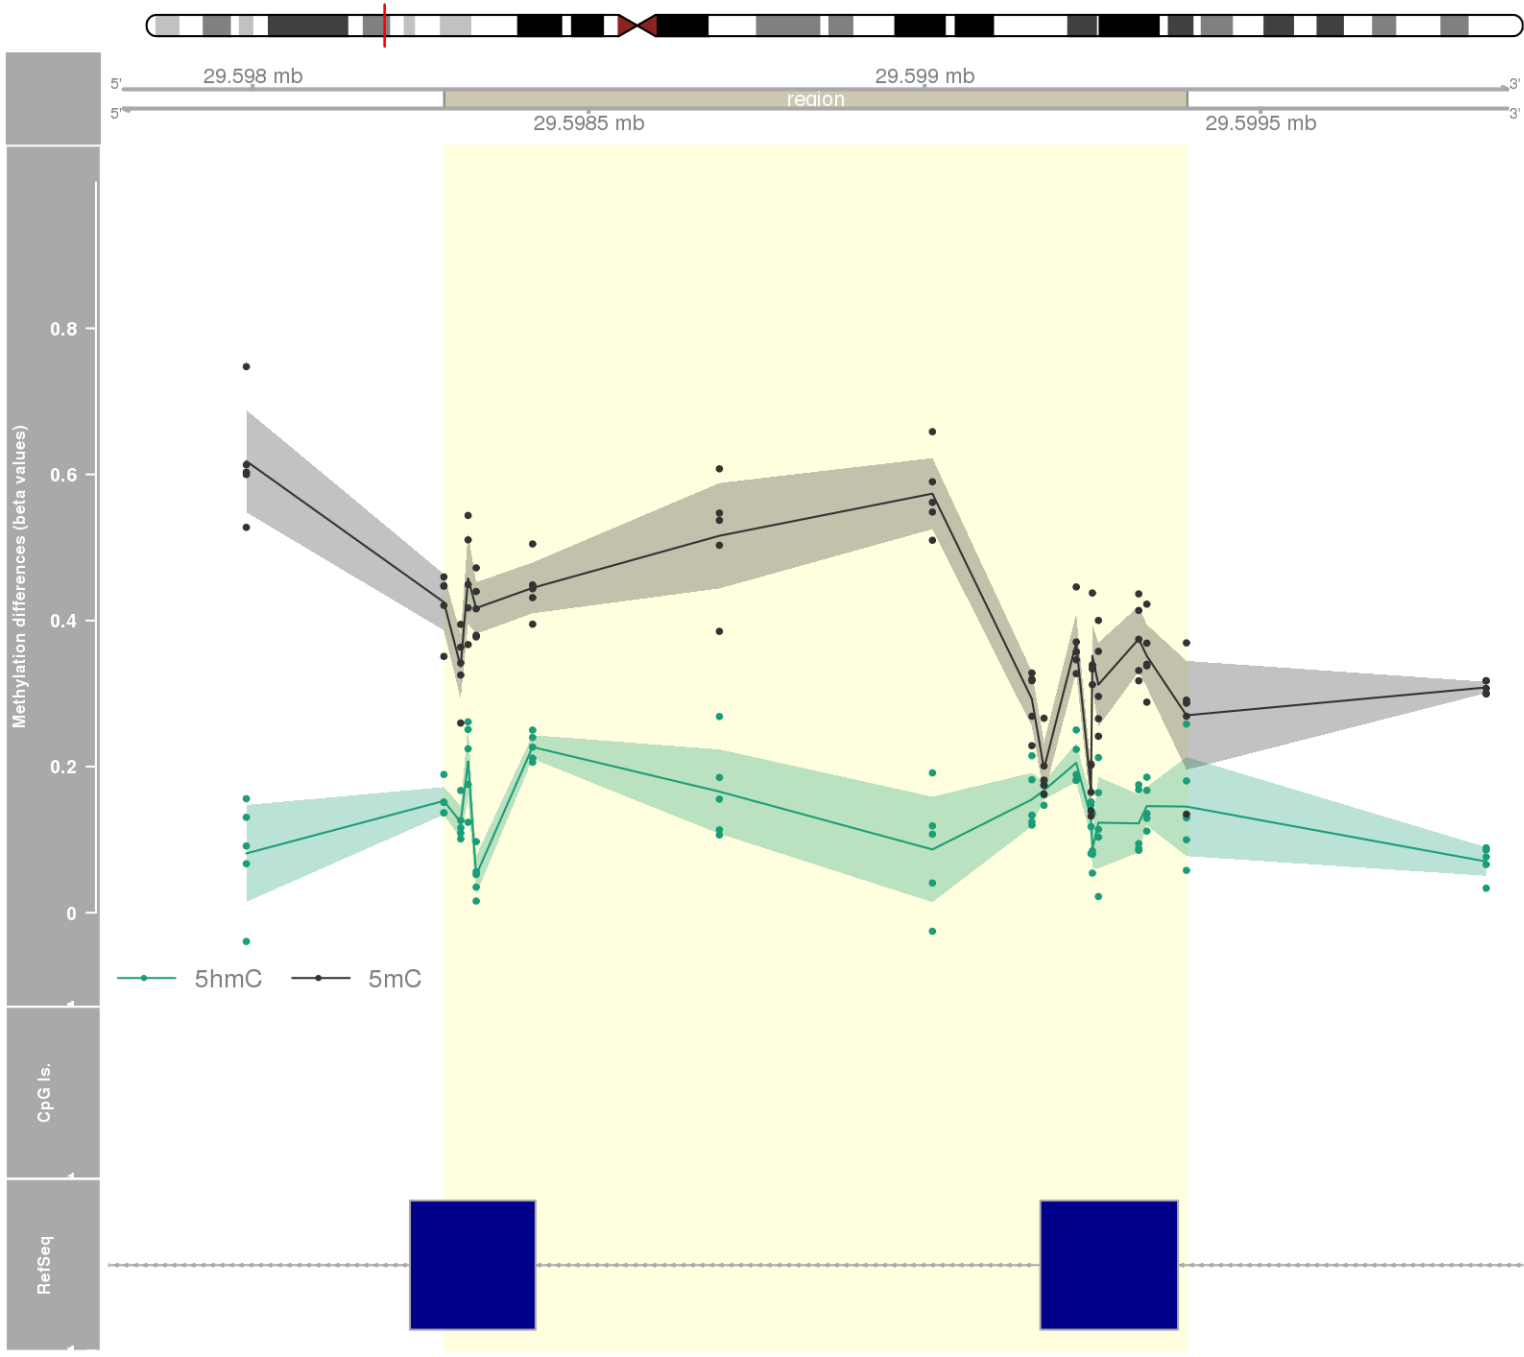 29.598 mb
29.599 mb
5'
3'
region
5'
3'
29.5985 mb
29.5995 mb
Methylation differences (beta values)
0.8
0.6
0.4
0.2
0
5hmC
5mC
CpG Is.
RefSeq